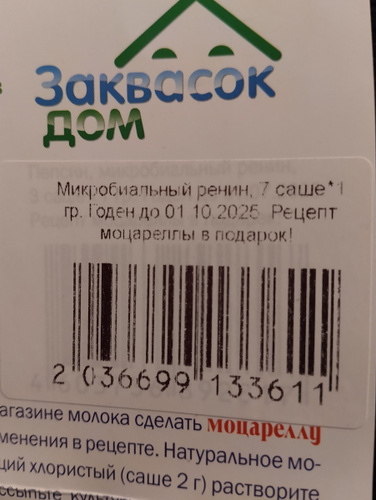 Заквасок
дом
Микробиальный ренин, 7 саше*1
гр. Годен до 01.10.2025. Рецепт
моцареллы в подарок!
2 036699 133611
агазине молока сделать моцареллу
менения в рецепте. Натуральное мо-
щий хлористый (саше 2 г) растворите